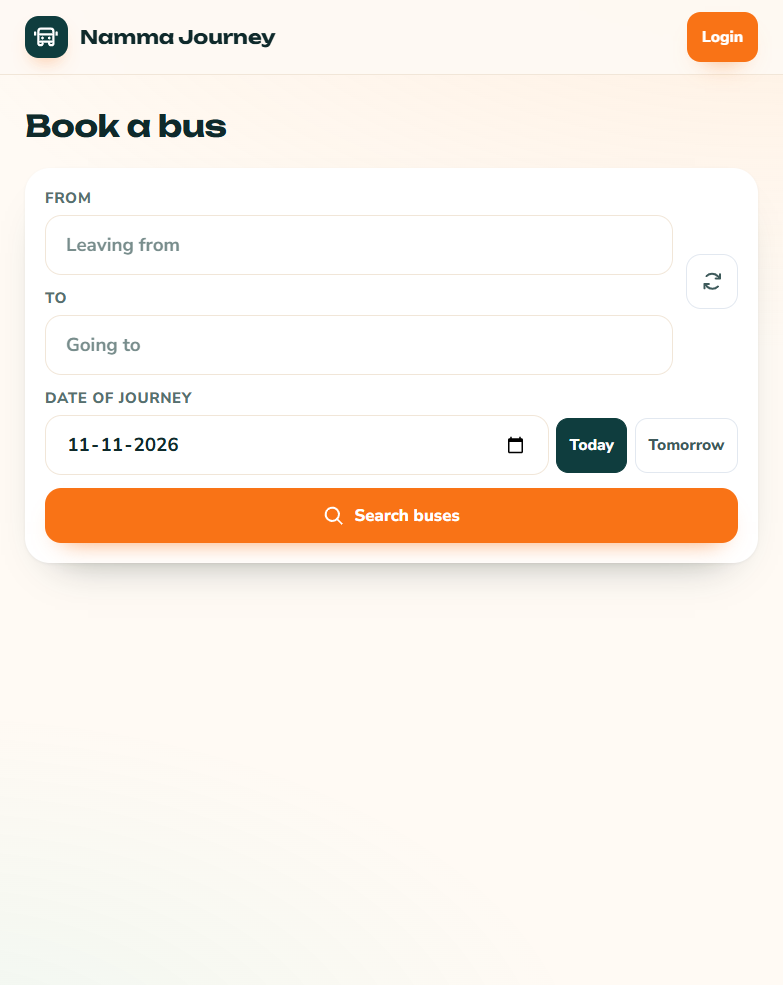 Namma Journey
Login
Book a bus
FROM
Leaving from
TO
Going to
DATE OF JOURNEY
11-11-2026
Today
Tomorrow
Search buses